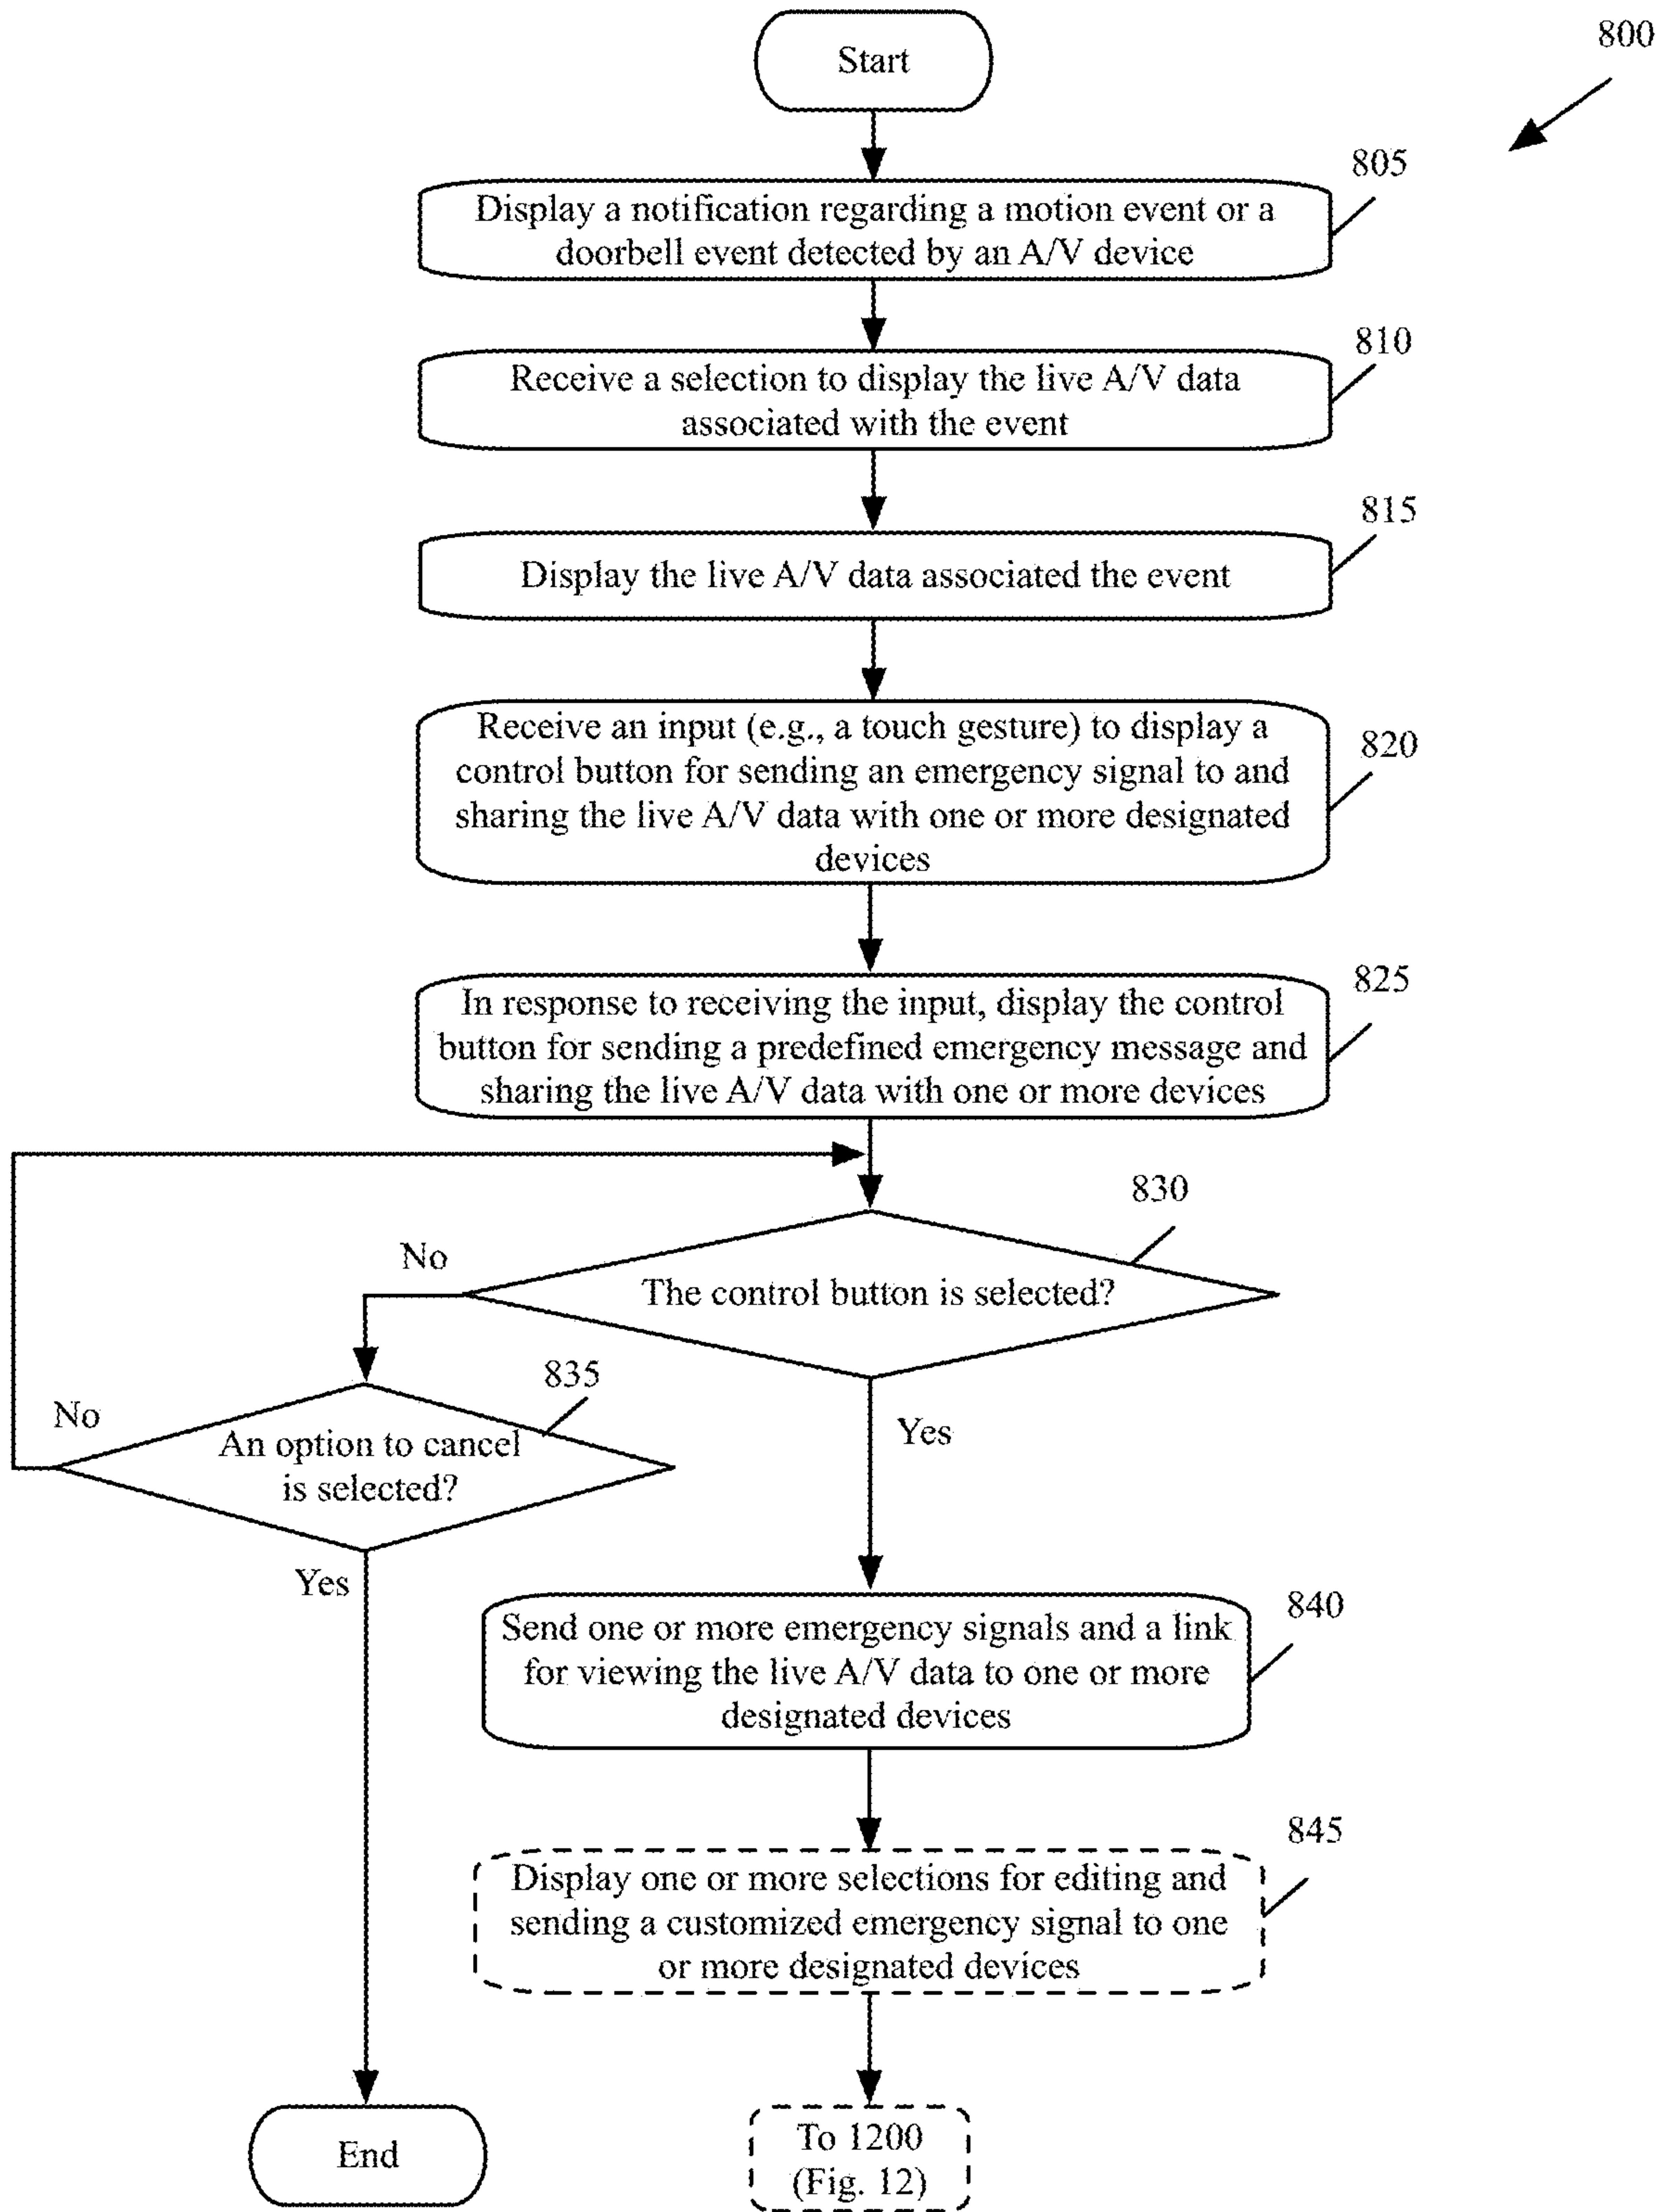 800
Start
805
Display a notification regarding a motion event or a
doorbell event detected by an A/V device
810
Receive a selection to display the live A/V data
associated with the event
815
Display the live A/V data associated the event
820
Receive an input (e.g., a touch gesture) to display a
control button for sending an emergency signal to and
sharing the live A/V data with one or more designated
devices
825
In response to receiving the input, display the control
button for sending a predefined emergency message and
sharing the live A/V data with one or more devices
830
No
The control button is selected?
835
No
An option to cancel
is selected?
Yes
Yes
840
Send one or more emergency signals and a link
for viewing the live A/V data to one or more
designated devices
845
Display one or more selections for editing and
sending a customized emergency signal to one
or more designated devices
End
To 1200
(Fig. 12)